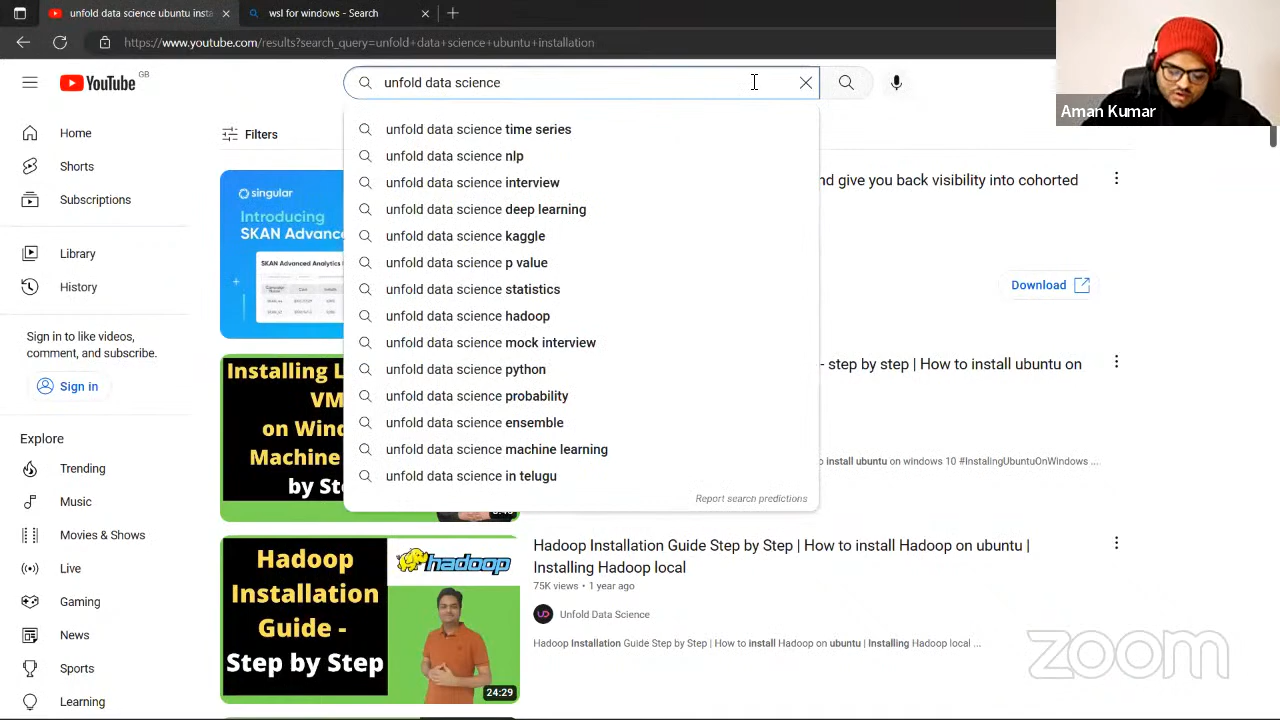 unfold data science ubuntu insta
wsl for windows - Search
https://www.youtube.com/results?search_query=unfold+data+science+ubuntu+installation
YouTube GB
unfold data science
Aman Kumar
Home
Shorts
Subscriptions
Library
History
Sign in to like videos,
comment, and subscribe.
Sign in
Explore
Trending
Music
Movies & Shows
Live
Gaming
News
Sports
Learning
Filters
unfold data science time series
unfold data science nlp
unfold data science interview
unfold data science deep learning
unfold data science kaggle
unfold data science p value
unfold data science statistics
unfold data science hadoop
unfold data science mock interview
unfold data science python
unfold data science probability
unfold data science ensemble
unfold data science machine learning
unfold data science in telugu
Report search predictions
singular
Introducing
SKAN Advanc
SKAN Advanced Analytics
nd give you back visibility into cohorted
Download
Installing L
VM
on Wind
Machine
by St
- step by step | How to install ubuntu on
o install ubuntu on windows 10 #InstalingUbuntuOnWindows ...
Hadoop
Installation
Guide -
Step by Step
hadoop
24:29
Hadoop Installation Guide Step by Step | How to install Hadoop on ubuntu |
Installing Hadoop local
75K views • 1 year ago
Unfold Data Science
Hadoop Installation Guide Step by Step | How to install Hadoop on ubuntu | Installing Hadoop local ...
zoom